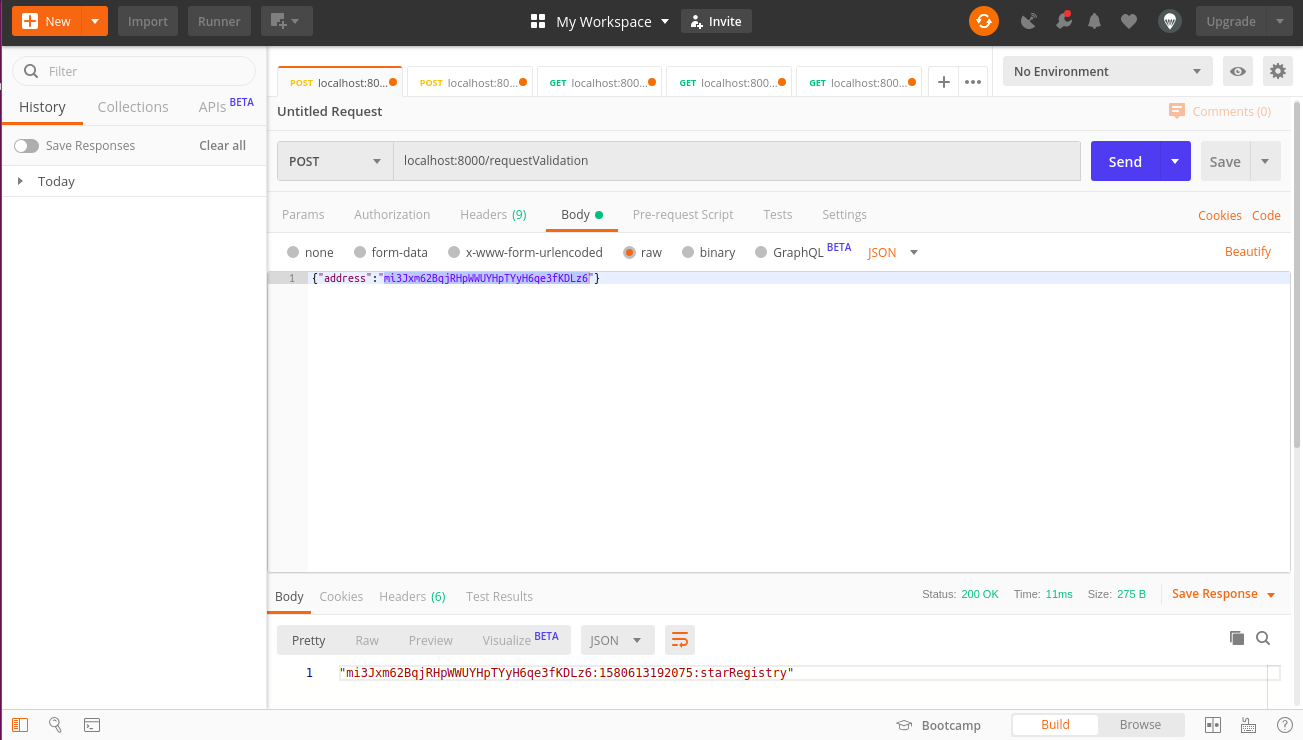 New
Import
Runner
My Workspace
Invite
Upgrade
Filter
History
Collections
APIs BETA
Save Responses
Clear all
Today
POST localhost:80...
POST localhost:80...
GET localhost:800...
GET localhost:800...
GET localhost:800...
No Environment
Untitled Request
Comments (0)
POST
localhost:8000/requestValidation
Send
Save
Params
Authorization
Headers (9)
Body
Pre-request Script
Tests
Settings
Cookies
Code
none
form-data
x-www-form-urlencoded
raw
binary
GraphQL BETA
JSON
Beautify
1 {"address":"mi3Jxm62BqjRHpWWUYHpTYyH6qe3fKDLz6"}
Body
Cookies
Headers (6)
Test Results
Status: 200 OK
Time: 11ms
Size: 275 B
Save Response
Pretty
Raw
Preview
Visualize BETA
JSON
1 "mi3Jxm62BqjRHpWWUYHpTYyH6qe3fKDLz6:1580613192075:starRegistry"
Bootcamp
Build
Browse